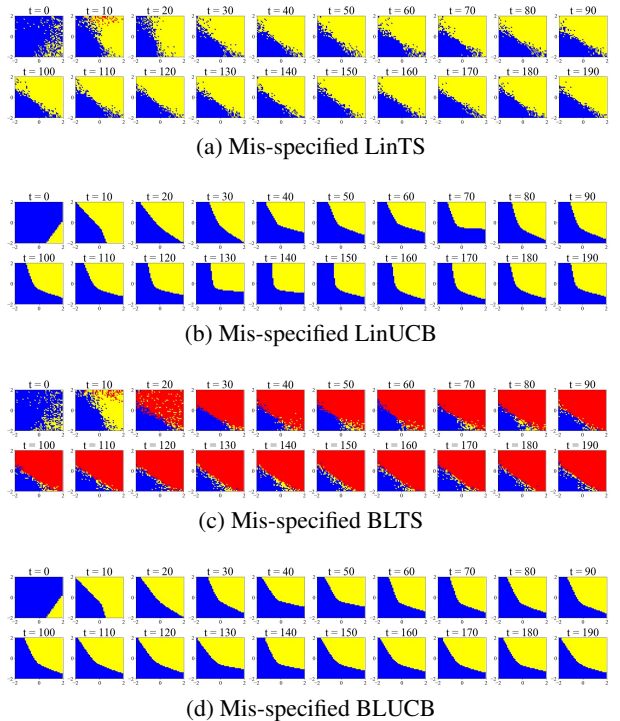 t = 0 t = 10 t = 20 t = 30 t = 40 t = 50 t = 60 t = 70 t = 80 t = 90
t = 100 t = 110 t = 120 t = 130 t = 140 t = 150 t = 160 t = 170 t = 180 t = 190
(a) Mis-specified LinTS
t = 0 t = 10 t = 20 t = 30 t = 40 t = 50 t = 60 t = 70 t = 80 t = 90
t = 100 t = 110 t = 120 t = 130 t = 140 t = 150 t = 160 t = 170 t = 180 t = 190
(b) Mis-specified LinUCB
t = 0 t = 10 t = 20 t = 30 t = 40 t = 50 t = 60 t = 70 t = 80 t = 90
t = 100 t = 110 t = 120 t = 130 t = 140 t = 150 t = 160 t = 170 t = 180 t = 190
(c) Mis-specified BLTS
t = 0 t = 10 t = 20 t = 30 t = 40 t = 50 t = 60 t = 70 t = 80 t = 90
t = 100 t = 110 t = 120 t = 130 t = 140 t = 150 t = 160 t = 170 t = 180 t = 190
(d) Mis-specified BLUCB